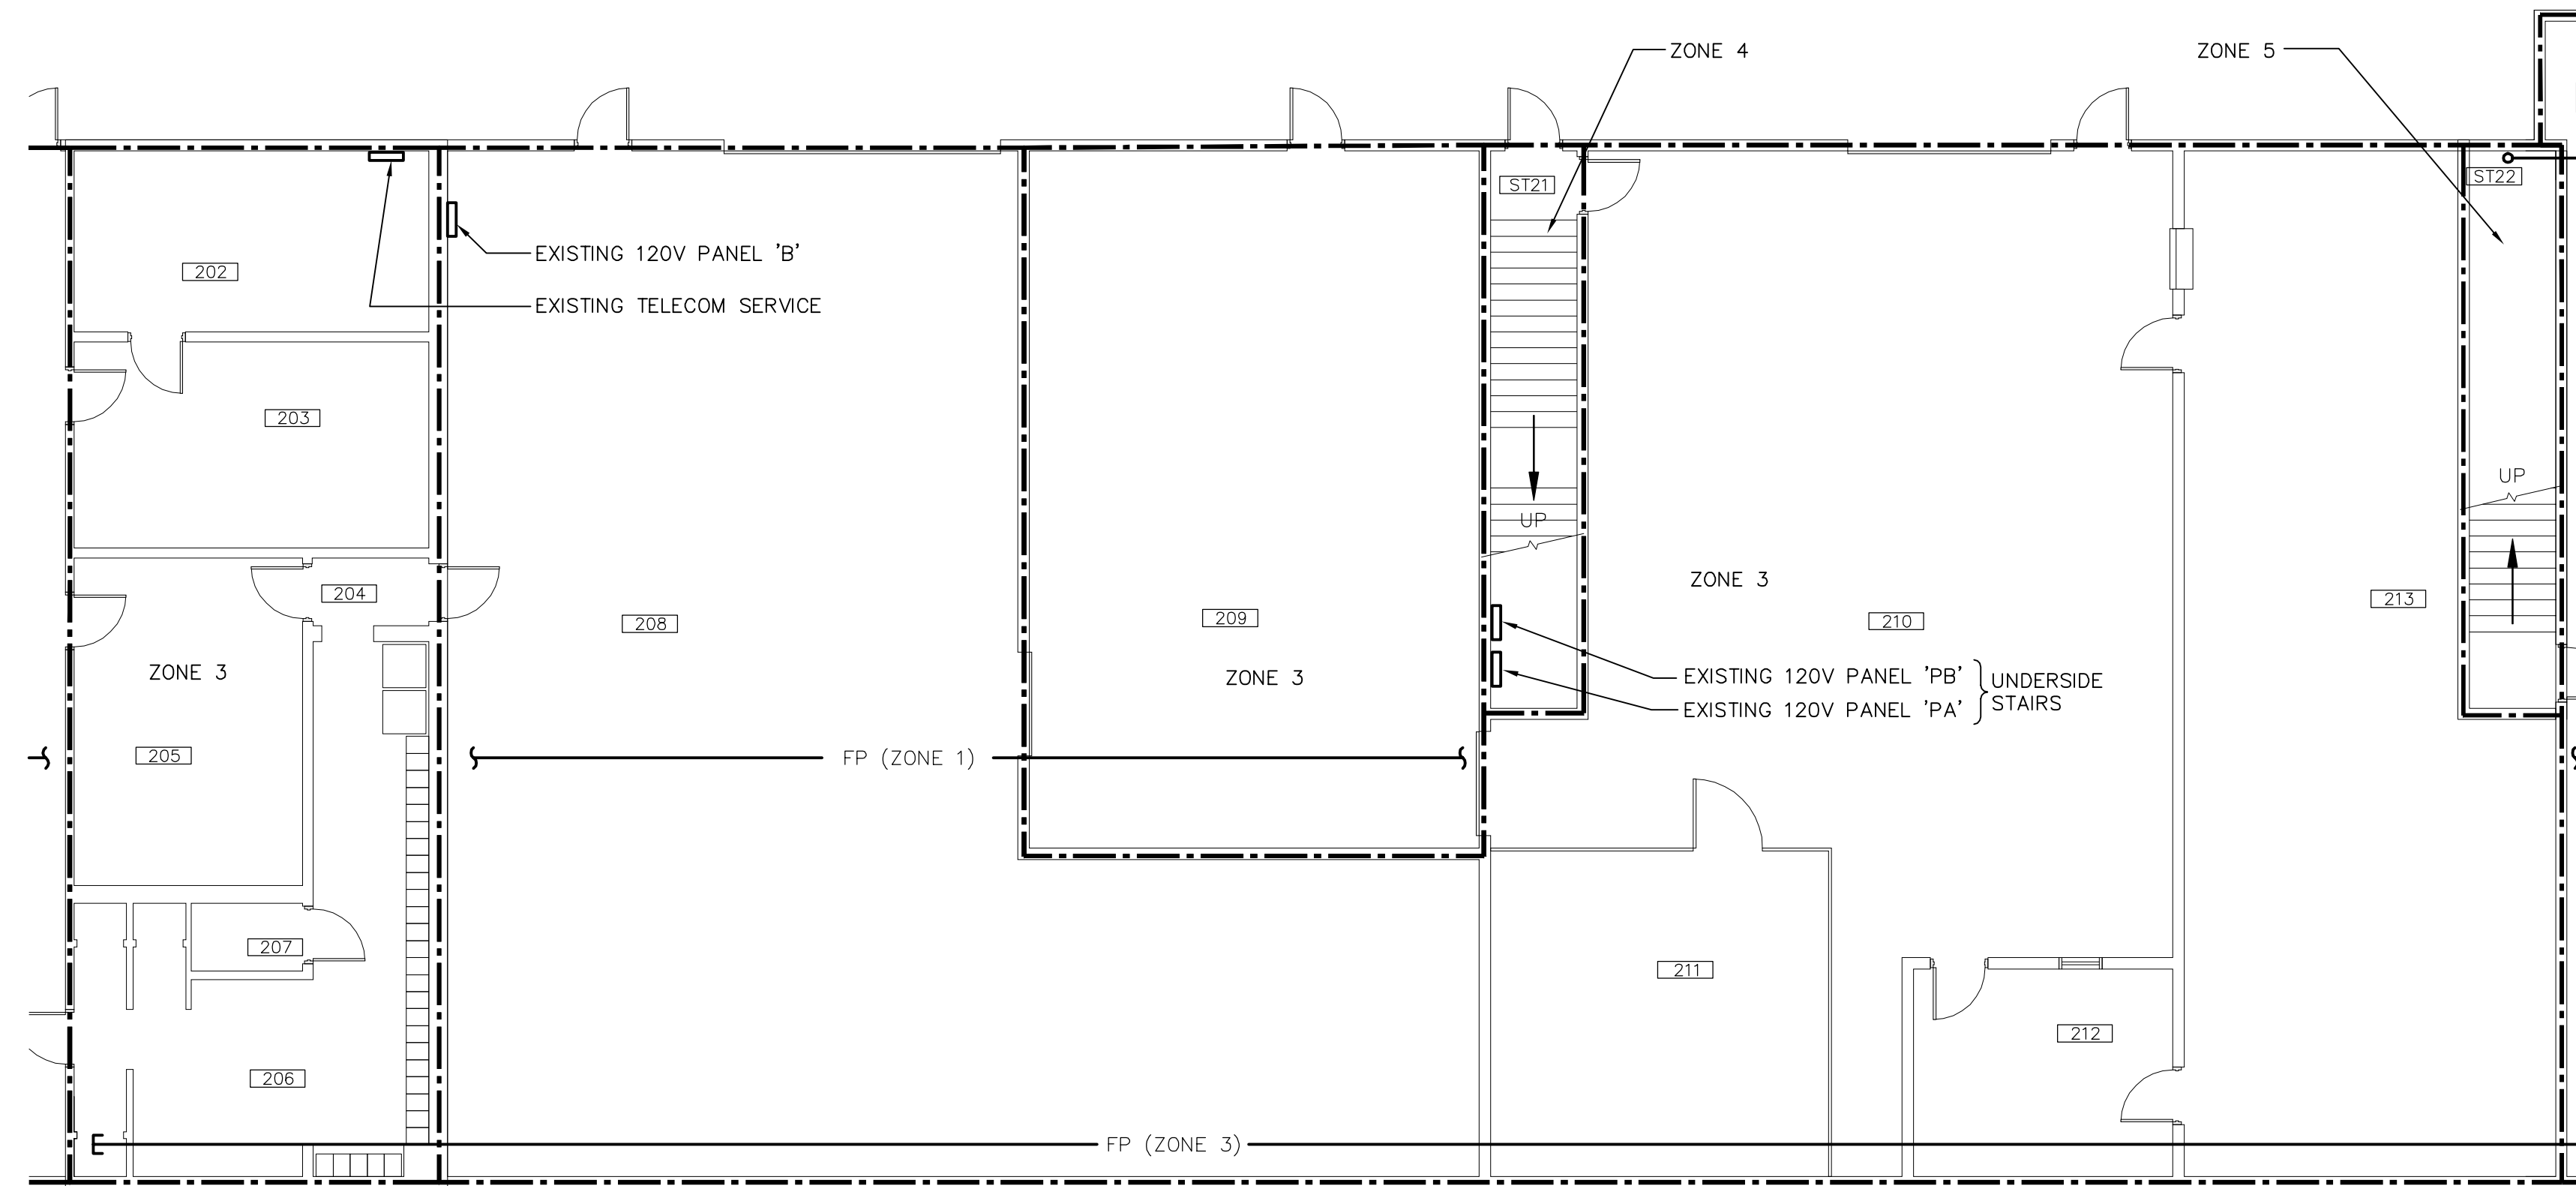 ZONE 4
ZONE 5
ST21
ST22
EXISTING 120V PANEL 'B'
202
EXISTING TELECOM SERVICE
203
UP
UP
ZONE 3
204
208
209
210
213
ZONE 3
ZONE 3
EXISTING 120V PANEL 'PB'
EXISTING 120V PANEL 'PA'
UNDERSIDE
STAIRS
205
FP (ZONE 1)
207
211
212
206
E
FP (ZONE 3)